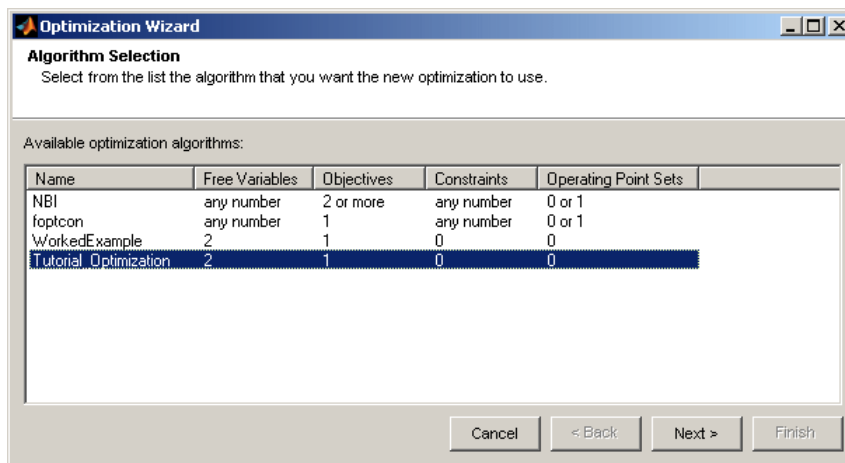 Optimization Wizard
Algorithm Selection
Select from the list the algorithm that you want the new optimization to use.
Available optimization algorithms:
Name Free Variables Objectives Constraints Operating Point Sets
NBI any number 2 or more any number 0 or 1
foptcon any number 1 any number 0 or 1
WorkedExample 2 1 0 0
Tutorial_Optimization 2 1 0 0
Cancel < Back Next > Finish